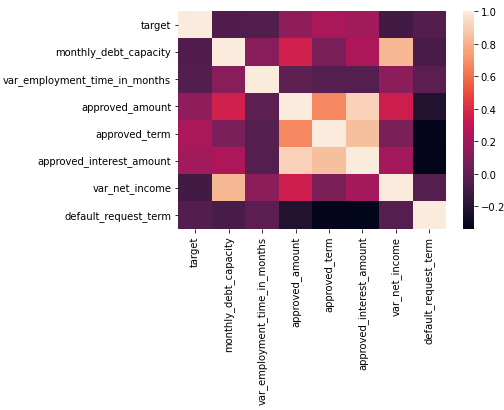 target
monthly_debt_capacity
var_employment_time_in_months
approved_amount
approved_term
approved_interest_amount
var_net_income
default_request_term
target
monthly_debt_capacity
var_employment_time_in_months
approved_amount
approved_term
approved_interest_amount
var_net_income
default_request_term
1.0
0.8
0.6
0.4
0.2
0.0
−0.2